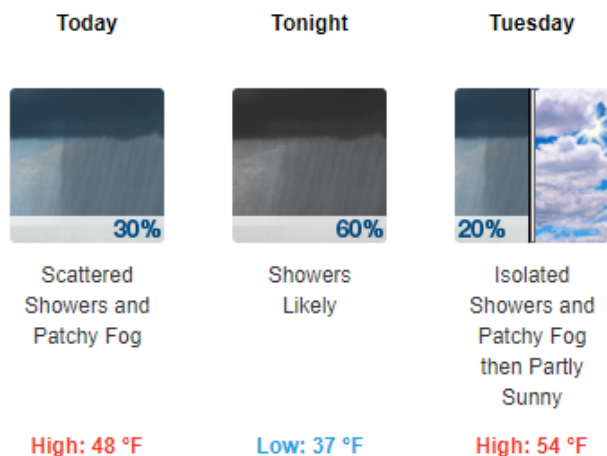 Today
30%
Scattered
Showers and
Patchy Fog
High: 48 °F
Tonight
60%
Showers
Likely
Low: 37 °F
Tuesday
20%
Isolated
Showers and
Patchy Fog
then Partly
Sunny
High: 54 °F